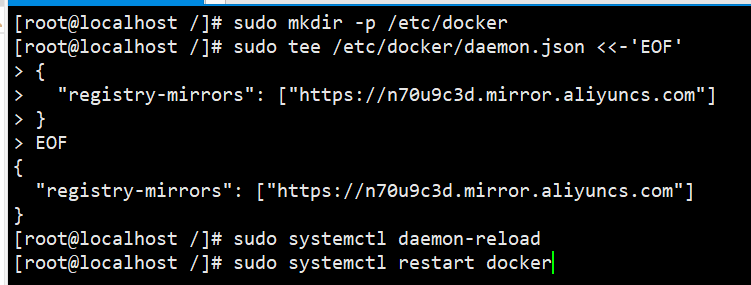 [root@localhost /]# sudo mkdir -p /etc/docker
[root@localhost /]# sudo tee /etc/docker/daemon.json <<-'EOF'
> {
>   "registry-mirrors": ["https://n70u9c3d.mirror.aliyuncs.com"]
> }
> EOF
{
  "registry-mirrors": ["https://n70u9c3d.mirror.aliyuncs.com"]
}
[root@localhost /]# sudo systemctl daemon-reload
[root@localhost /]# sudo systemctl restart docker